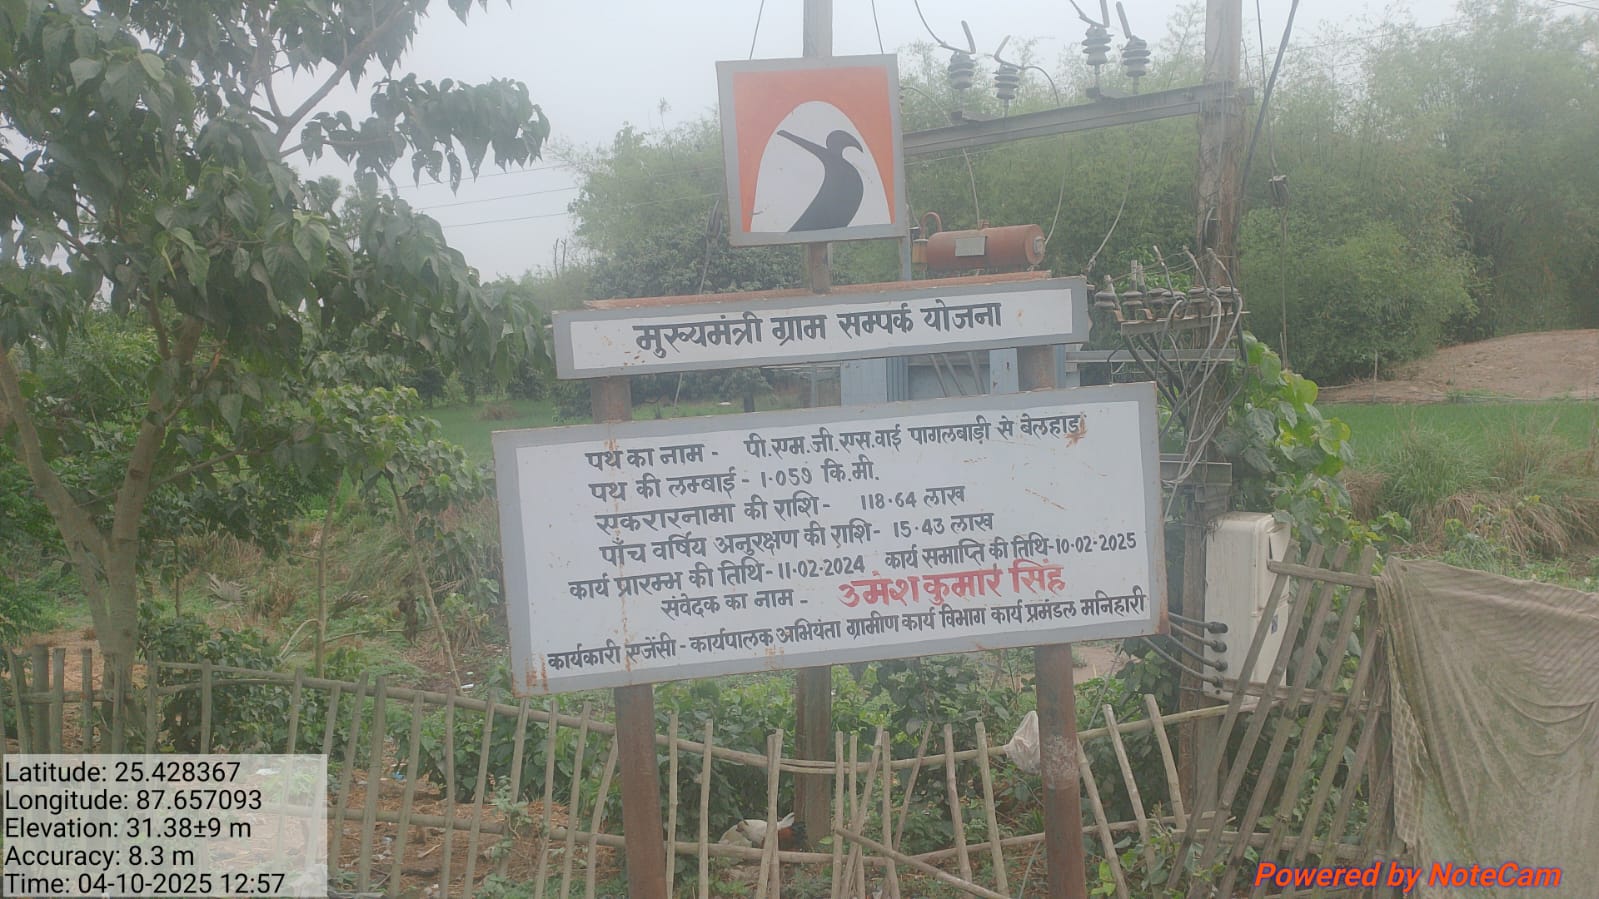 मुख्यमंत्री ग्राम सम्पर्क योजना
पथ का नाम - पी.एम.जी.एस.वाई पागलबाड़ी से बेलहाड़ा
पथ की लम्बाई - 1.059 कि.मी.
एकरारनामा की राशि - 118.64 लाख
पाँच वर्षिय अनुरक्षण की राशि- 15.43 लाख
कार्य प्रारम्भ की तिथि - 11.02.2024 कार्य समाप्ति की तिथि - 10.02.2025
संवेदक का नाम - उमेश कुमार सिंह
कार्यकारी एजेंसी - कार्यपालक अभियंता ग्रामीण कार्य विभाग कार्य प्रमंडल मनिहारी
Latitude: 25.428367
Longitude: 87.657093
Elevation: 31.38±9 m
Accuracy: 8.3 m
Time: 04-10-2025 12:57
Powered by NoteCam